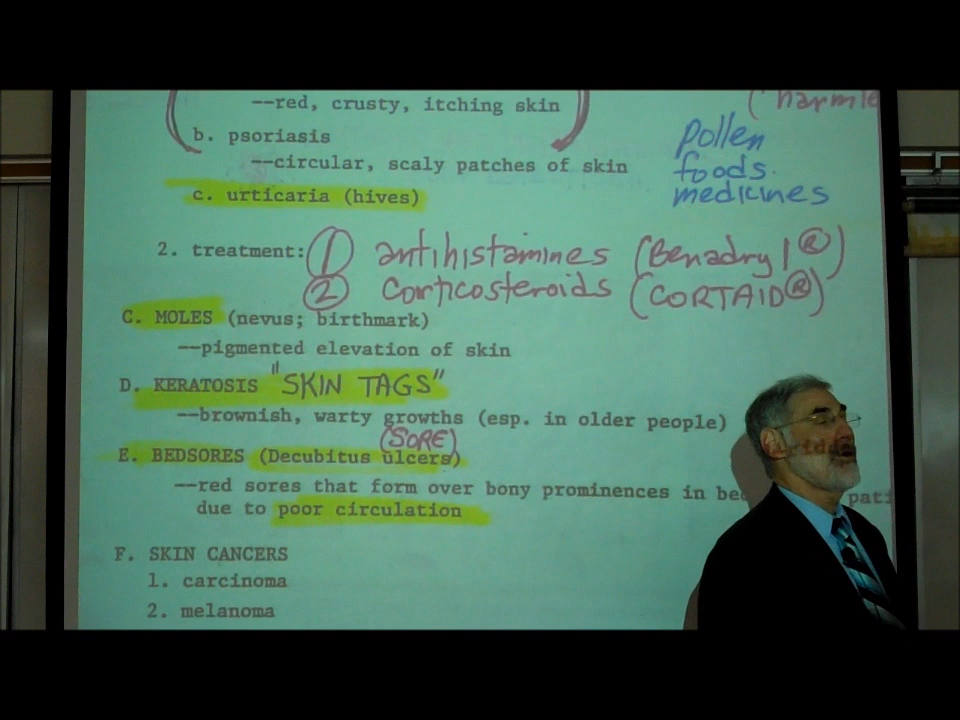 --red, crusty, itching skin
b. psoriasis
--circular, scaly patches of skin
pollen
foods.
medicines
c. urticaria (hives)
2. treatment: 1 antihistamines (Benadryl ®)
2 corticosteroids (CORTAID ®)
C. MOLES (nevus; birthmark)
--pigmented elevation of skin
D. KERATOSIS "SKIN TAGS"
--brownish, warty growths (esp. in older people)
(SORE)
E. BEDSORES (Decubitus ulcers)
--red sores that form over bony prominences in
due to poor circulation
F. SKIN CANCERS
1. carcinoma
2. melanoma